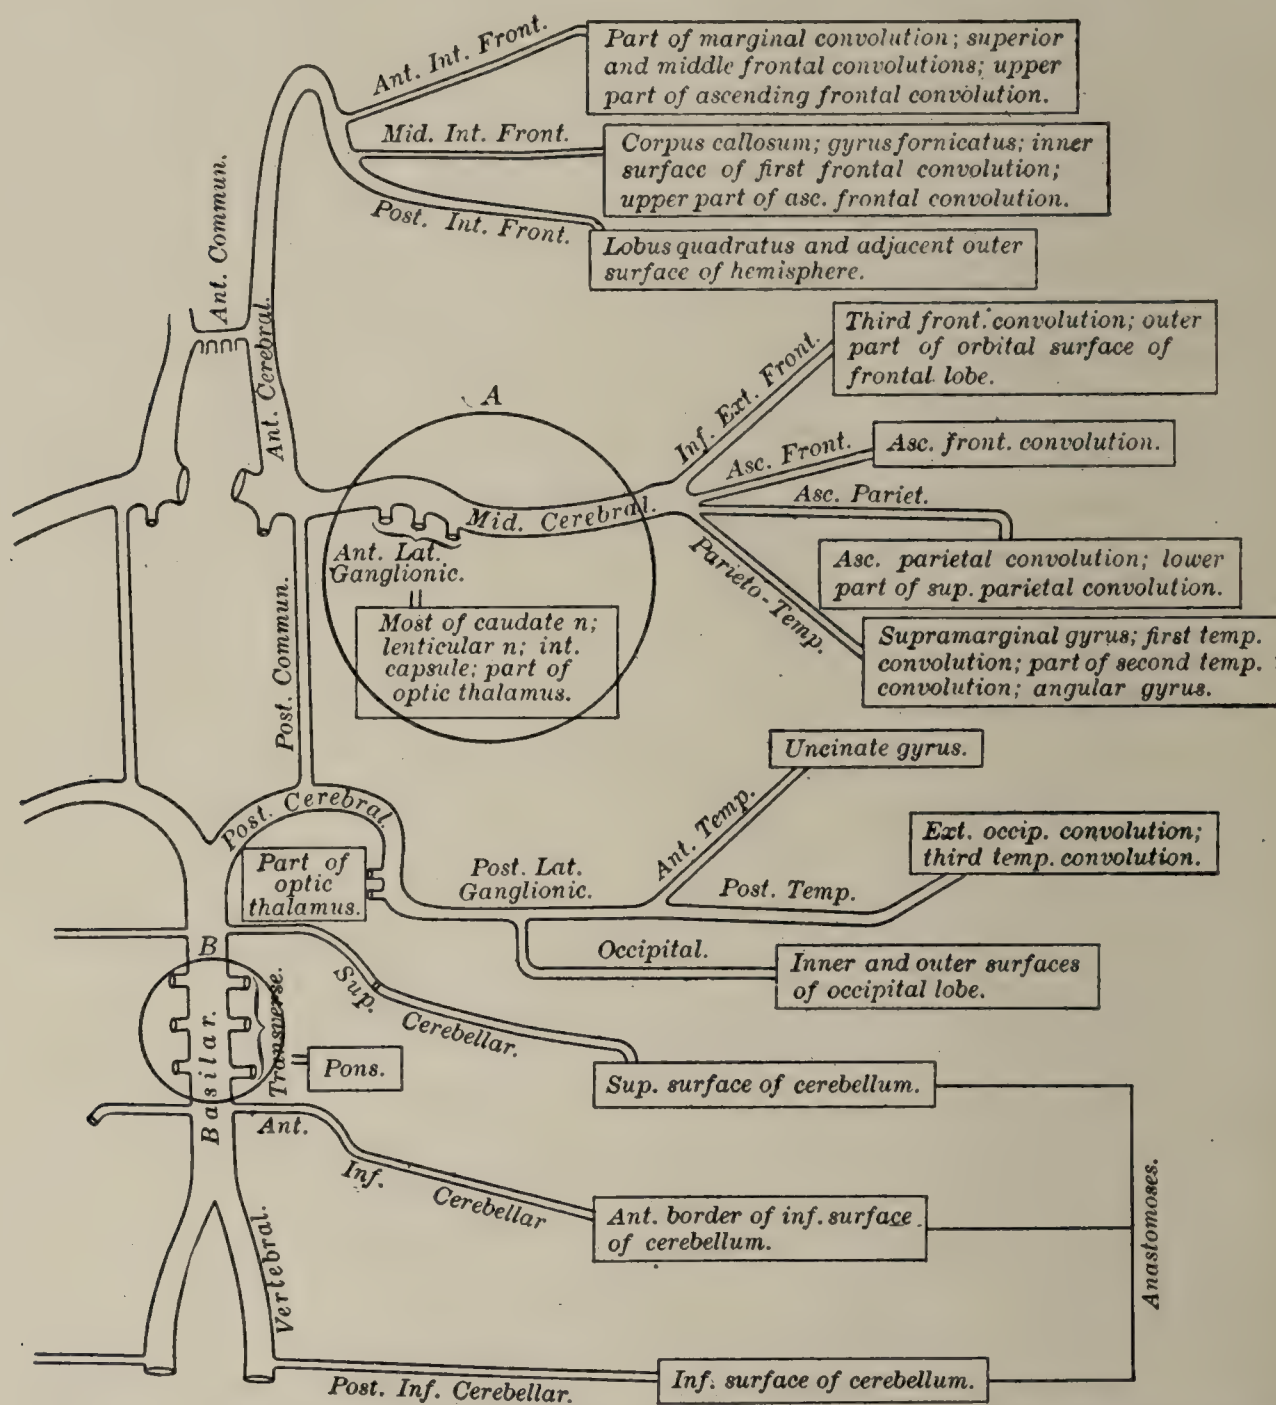 Ant. Int. Front.
Part of marginal convolution; superior
and middle frontal convolutions; upper
part of ascending frontal convolution.
Mid. Int. Front.
Corpus callosum; gyrus fornicatus; inner
surface of first frontal convolution;
upper part of asc. frontal convolution.
Post. Int. Front.
Lobus quadratus and adjacent outer
surface of hemisphere.
Ant. Commun.
Ant. Cerebral.
A
Inf. Ext. Front.
Third front. convolution; outer
part of orbital surface of
frontal lobe.
Asc. Front.
Asc. front. convolution.
Asc. Pariet.
Mid. Cerebral.
Asc. parietal convolution; lower
part of sup. parietal convolution.
Parieto-Temp.
Supramarginal gyrus; first temp.
convolution; part of second temp.
convolution; angular gyrus.
Ant. Lat.
Ganglionic.
Most of caudate n;
lenticular n; int.
capsule; part of
optic thalamus.
Post. Commun.
Post. Cerebral.
Uncinate gyrus.
Ant. Temp.
Ext. occip. convolution;
third temp. convolution.
Part of
optic
thalamus.
Post. Lat.
Ganglionic.
Post. Temp.
Occipital.
Inner and outer surfaces
of occipital lobe.
B
Sup. Cerebellar.
Transverse.
Basilar.
Pons.
Sup. surface of cerebellum.
Ant. Inf. Cerebellar
Ant. border of inf. surface
of cerebellum.
Anastomoses.
Vertebral.
Post. Inf. Cerebellar.
Inf. surface of cerebellum.